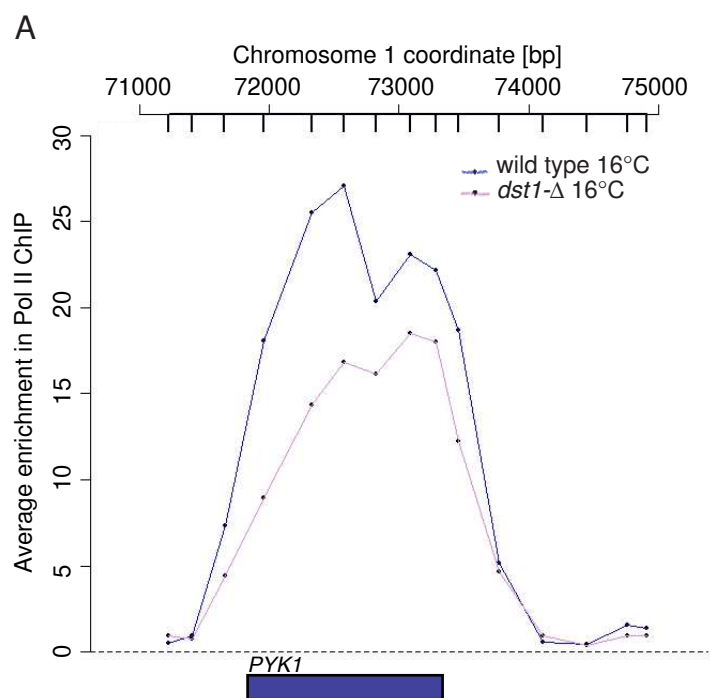 A
Chromosome 1 coordinate [bp]
71000 72000 73000 74000 75000
30
25
20
15
10
5
0
Average enrichment in Pol II ChIP
wild type 16°C
dst1-Δ 16°C
PYK1